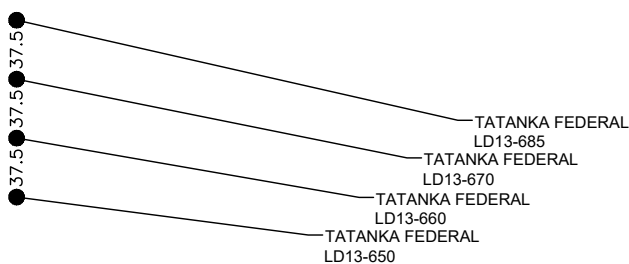 37.5
37.5
37.5
TATANKA FEDERAL
LD13-685
TATANKA FEDERAL
LD13-670
TATANKA FEDERAL
LD13-660
TATANKA FEDERAL
LD13-650